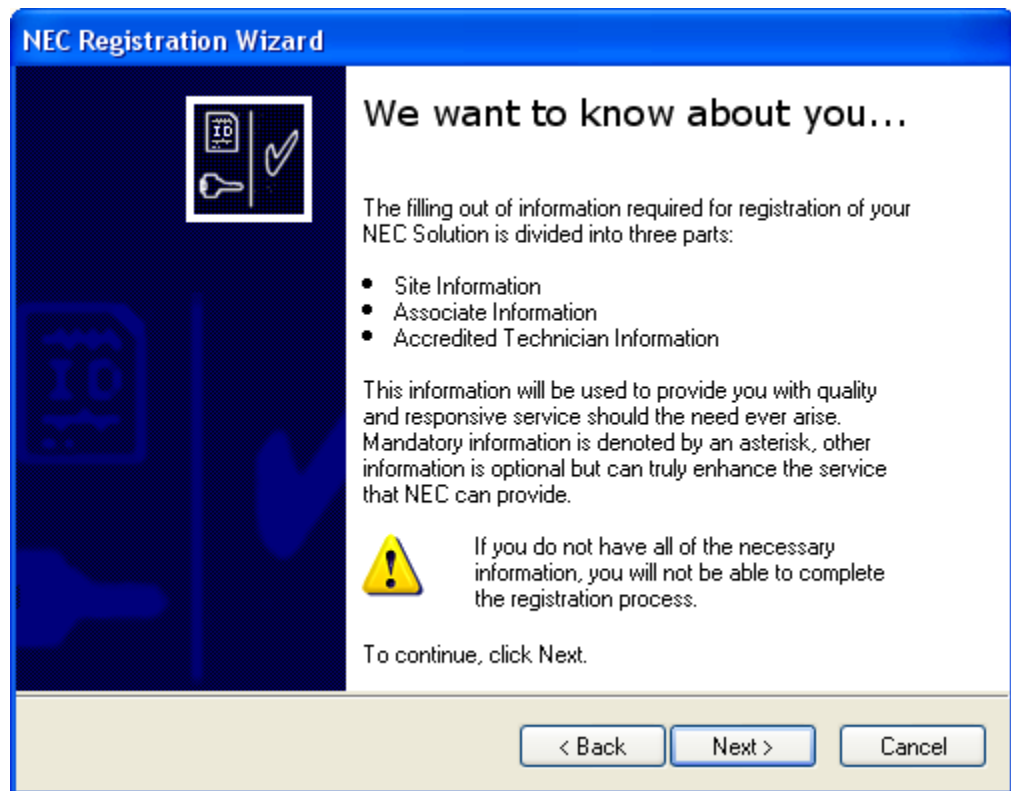 NEC Registration Wizard
ID
We want to know about you...
The filling out of information required for registration of your
NEC Solution is divided into three parts:
• Site Information
• Associate Information
• Accredited Technician Information
This information will be used to provide you with quality
and responsive service should the need ever arise.
Mandatory information is denoted by an asterisk, other
information is optional but can truly enhance the service
that NEC can provide.
If you do not have all of the necessary
information, you will not be able to complete
the registration process.
To continue, click Next.
ID
< Back
Next >
Cancel